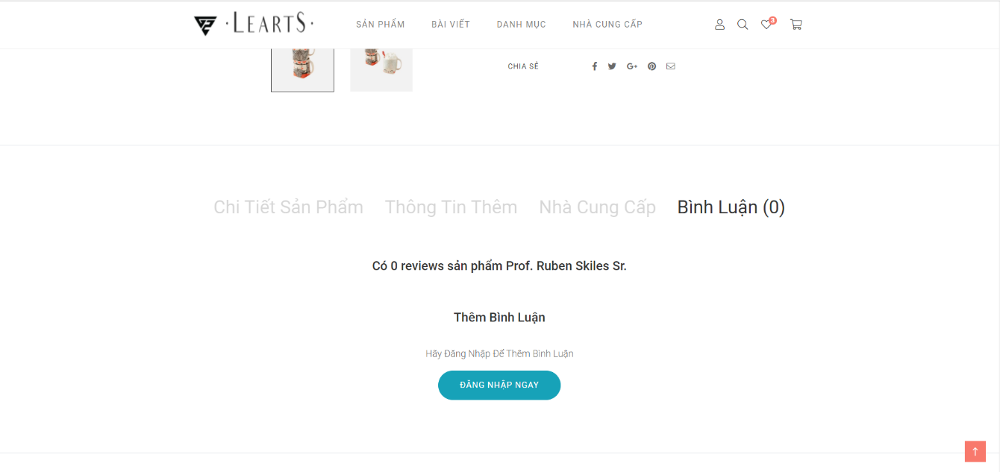 ·LEARTS·
SẢN PHẨM
BÀI VIẾT
DANH MỤC
NHÀ CUNG CẤP
3
CHIA SẺ
Chi Tiết Sản Phẩm
Thông Tin Thêm
Nhà Cung Cấp
Bình Luận (0)
Có 0 reviews sản phẩm Prof. Ruben Skiles Sr.
Thêm Bình Luận
Hãy Đăng Nhập Để Thêm Bình Luận
ĐĂNG NHẬP NGAY